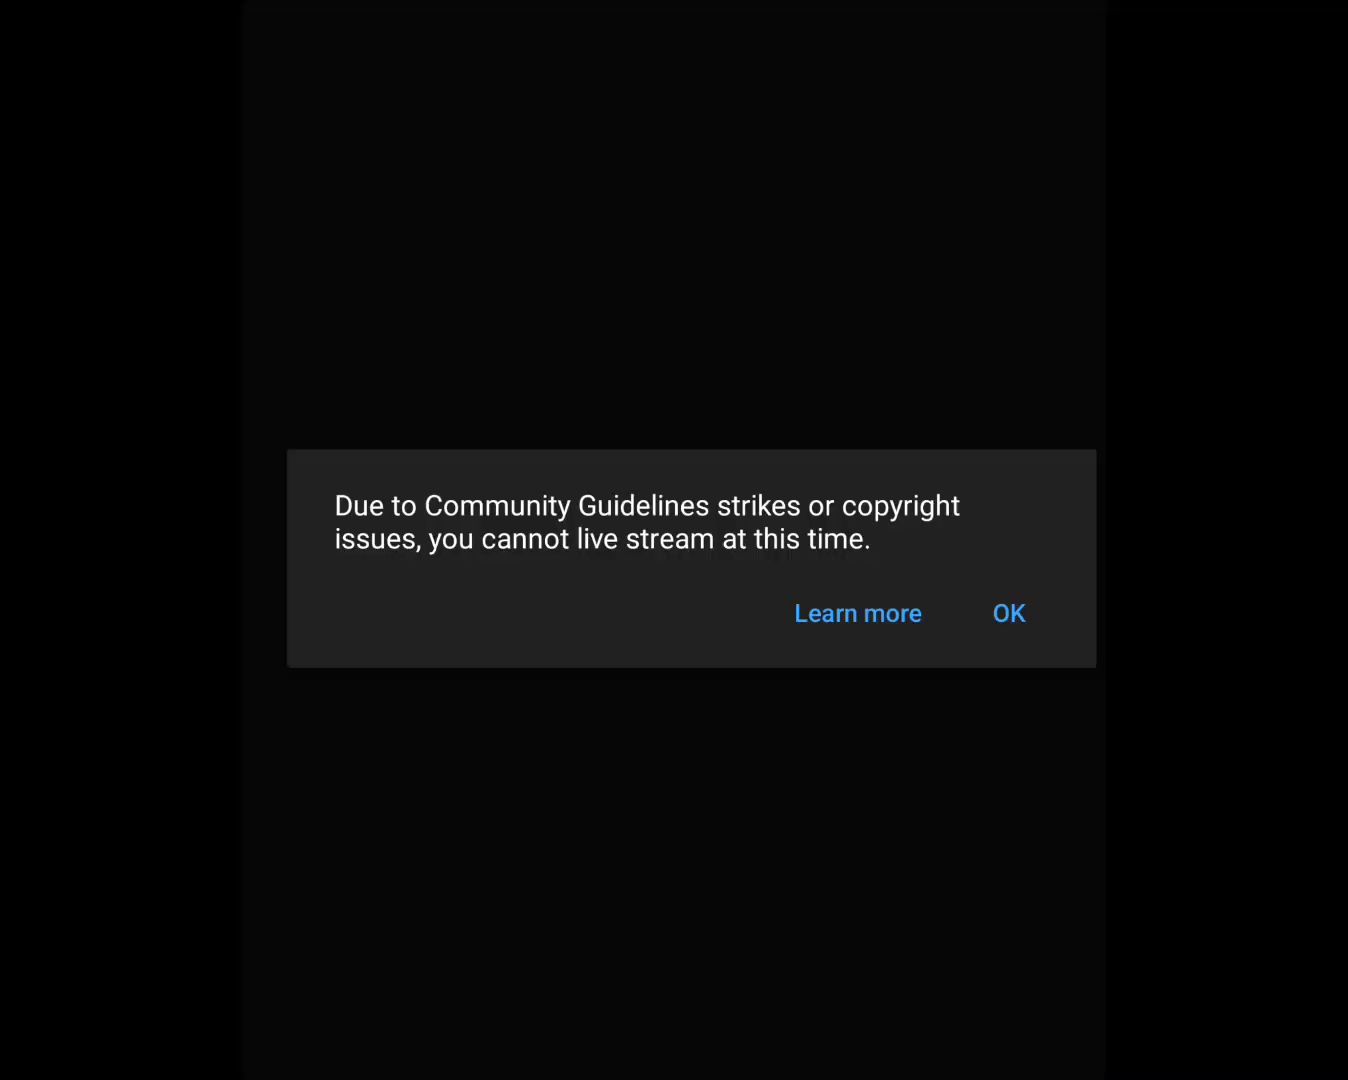 Due to Community Guidelines strikes or copyright
issues, you cannot live stream at this time.
Learn more OK